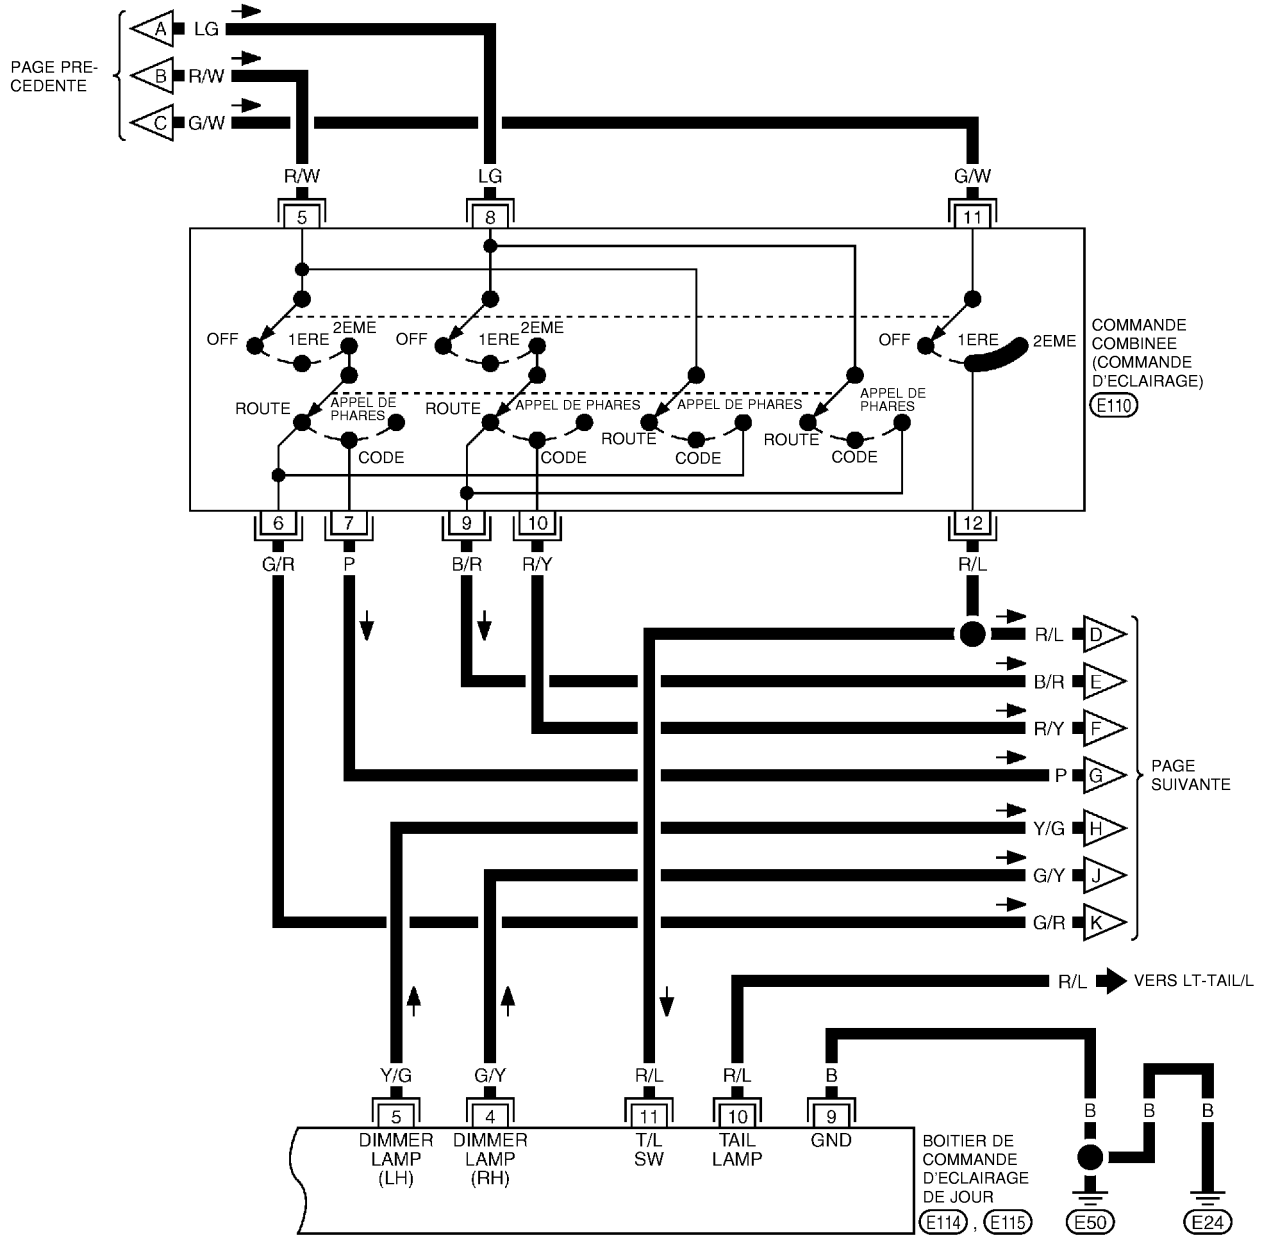 A LG
PAGE PRE-
CEDENTE
B R/W
C G/W
R/W LG G/W
5 8 11
OFF 1ERE 2EME OFF 1ERE 2EME OFF 1ERE 2EME
COMMANDE
COMBINEE
(COMMANDE
D'ECLAIRAGE)
E110
ROUTE APPEL DE
PHARES
CODE
ROUTE APPEL DE PHARES
CODE
ROUTE APPEL DE PHARES
CODE
ROUTE APPEL DE
PHARES
CODE
6 7 9 10 12
G/R P B/R R/Y R/L
R/L D
B/R E
R/Y F
P G
PAGE
SUIVANTE
Y/G H
G/Y J
G/R K
R/L VERS LT-TAIL/L
Y/G G/Y R/L R/L B
B B B
5 4 11 10 9
DIMMER
LAMP
(LH)
DIMMER
LAMP
(RH)
T/L
SW
TAIL
LAMP
GND
BOITIER DE
COMMANDE
D'ECLAIRAGE
DE JOUR
E114 , E115
E50 E24